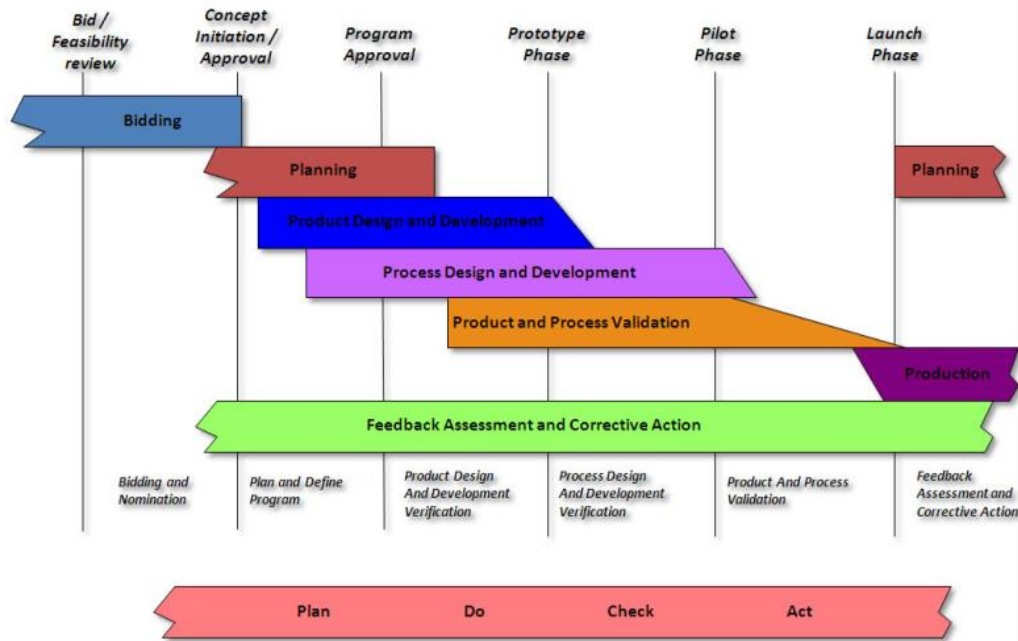 Bid /
Feasibility
review
Concept
Initiation /
Approval
Program
Approval
Prototype
Phase
Pilot
Phase
Launch
Phase
Bidding
Planning
Planning
Product Design and Development
Process Design and Development
Product and Process Validation
Production
Feedback Assessment and Corrective Action
Bidding and
Nomination
Plan and Define
Program
Product Design
And Development
Verification
Process Design
And Development
Verification
Product And Process
Validation
Feedback
Assessment and
Corrective Action
Plan Do Check Act